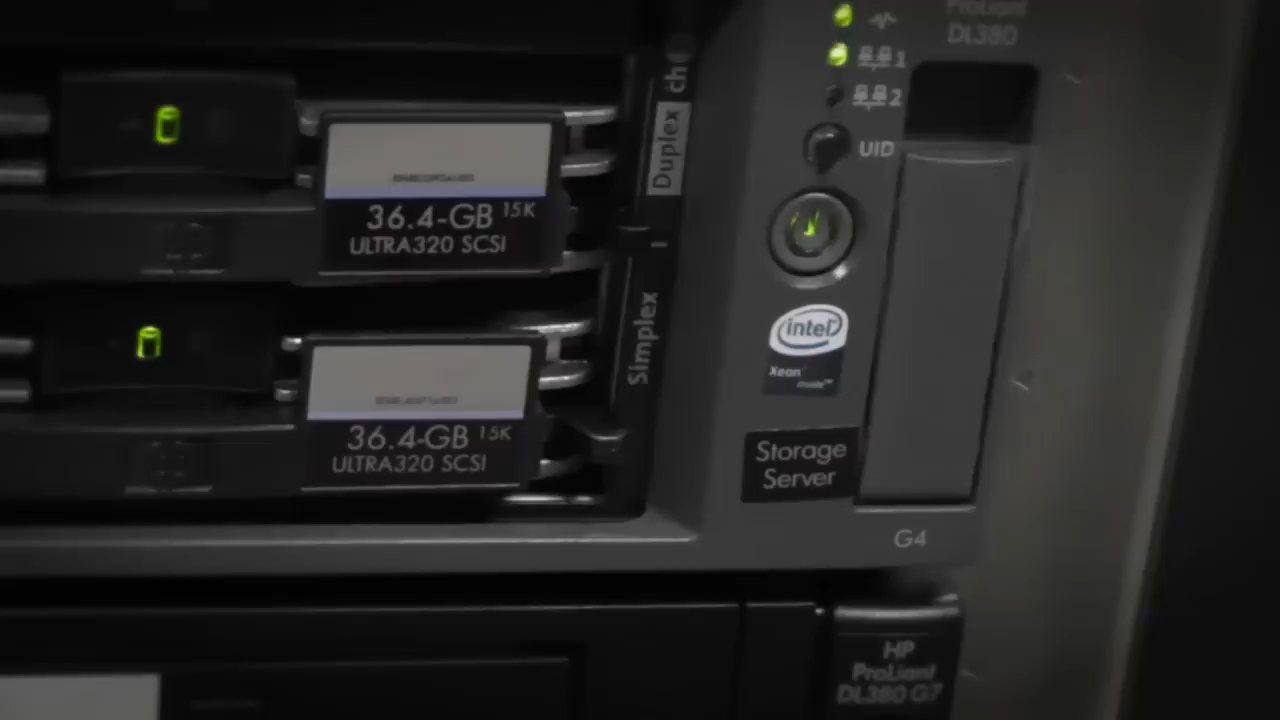 ProLiant
DL380
1
2
UID
36.4-GB 15K
ULTRA320 SCSI
Duplex
Simplex
intel
Xeon
inside™
36.4-GB 15K
ULTRA320 SCSI
Storage
Server
G4
HP
ProLiant
DL380 G7